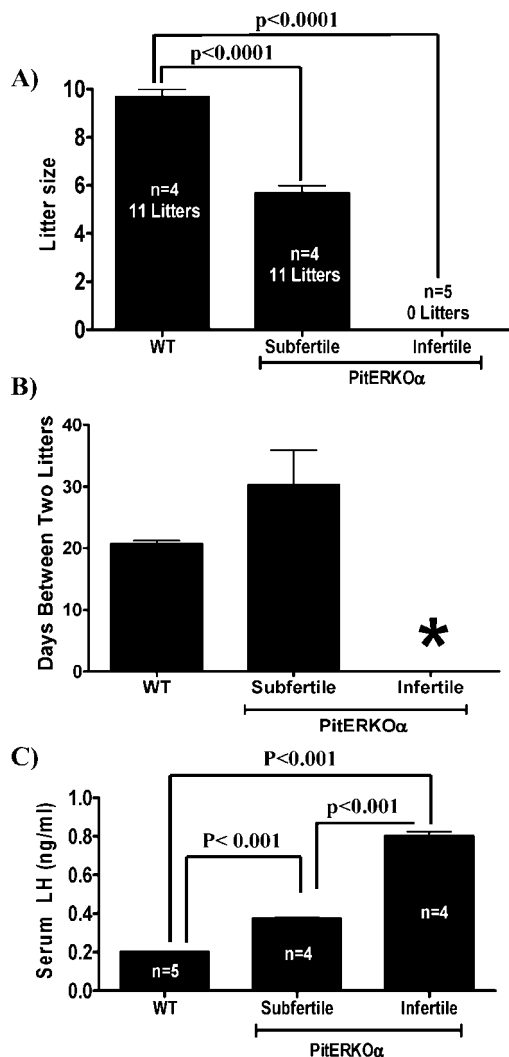 p<0.0001
p<0.0001
A)
Litter size
10
8
6
4
2
0
n=4
11 Litters
n=4
11 Litters
n=5
0 Litters
WT
Subfertile
Infertile
PitERKOα
B)
Days Between Two Litters
40
30
20
10
0
*
WT
Subfertile
Infertile
PitERKOα
C)
P<0.001
p<0.001
P< 0.001
Serum LH (ng/ml)
1.0
0.8
0.6
0.4
0.2
0.0
n=5
n=4
n=4
WT
Subfertile
Infertile
PitERKOα